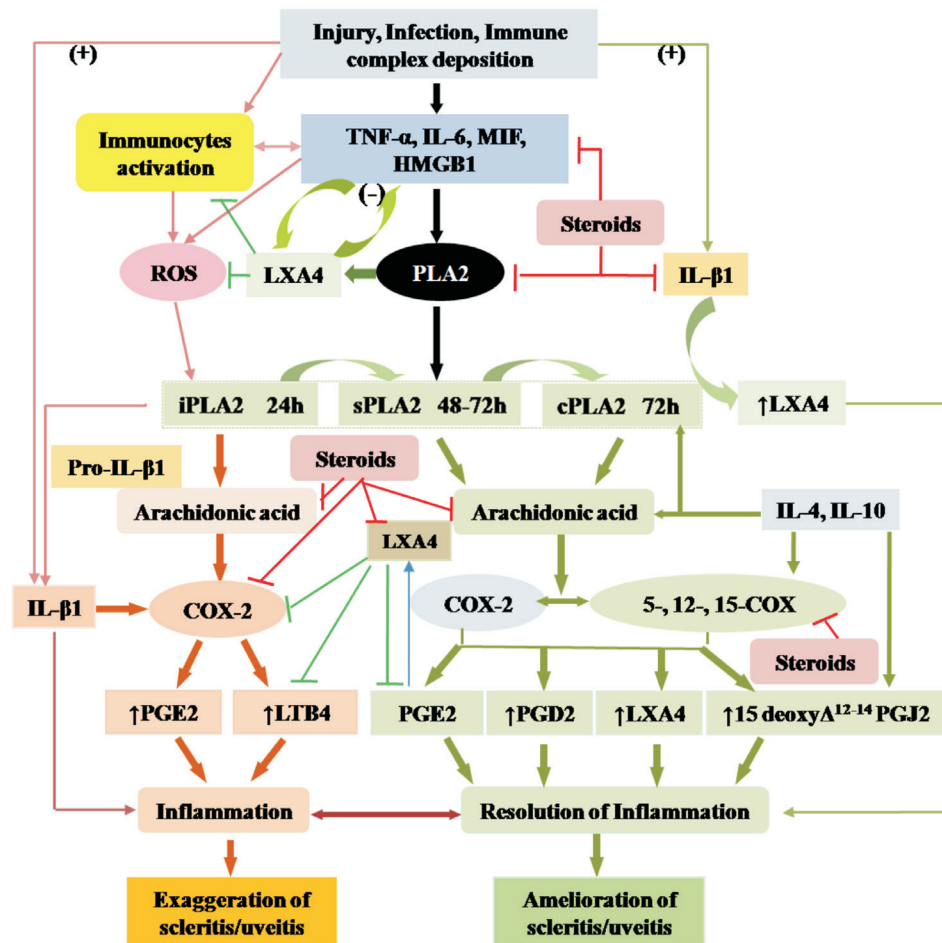 Injury, Infection, Immune
complex deposition
(+)
(+)
Immunocytes
activation
TNF-α, IL-6, MIF,
HMGB1
(-)
Steroids
ROS
LXA4
PLA2
IL-β1
iPLA2 24h
sPLA2 48-72h
cPLA2 72h
↑LXA4
Pro-IL-β1
Steroids
Arachidonic acid
Arachidonic acid
IL-4, IL-10
LXA4
IL-β1
COX-2
COX-2
5-, 12-, 15-COX
Steroids
↑PGE2
↑LTB4
PGE2
↑PGD2
↑LXA4
↑15 deoxyΔ¹²⁻¹⁴ PGJ2
Inflammation
Resolution of Inflammation
Exaggeration of
scleritis/uveitis
Amelioration of
scleritis/uveitis